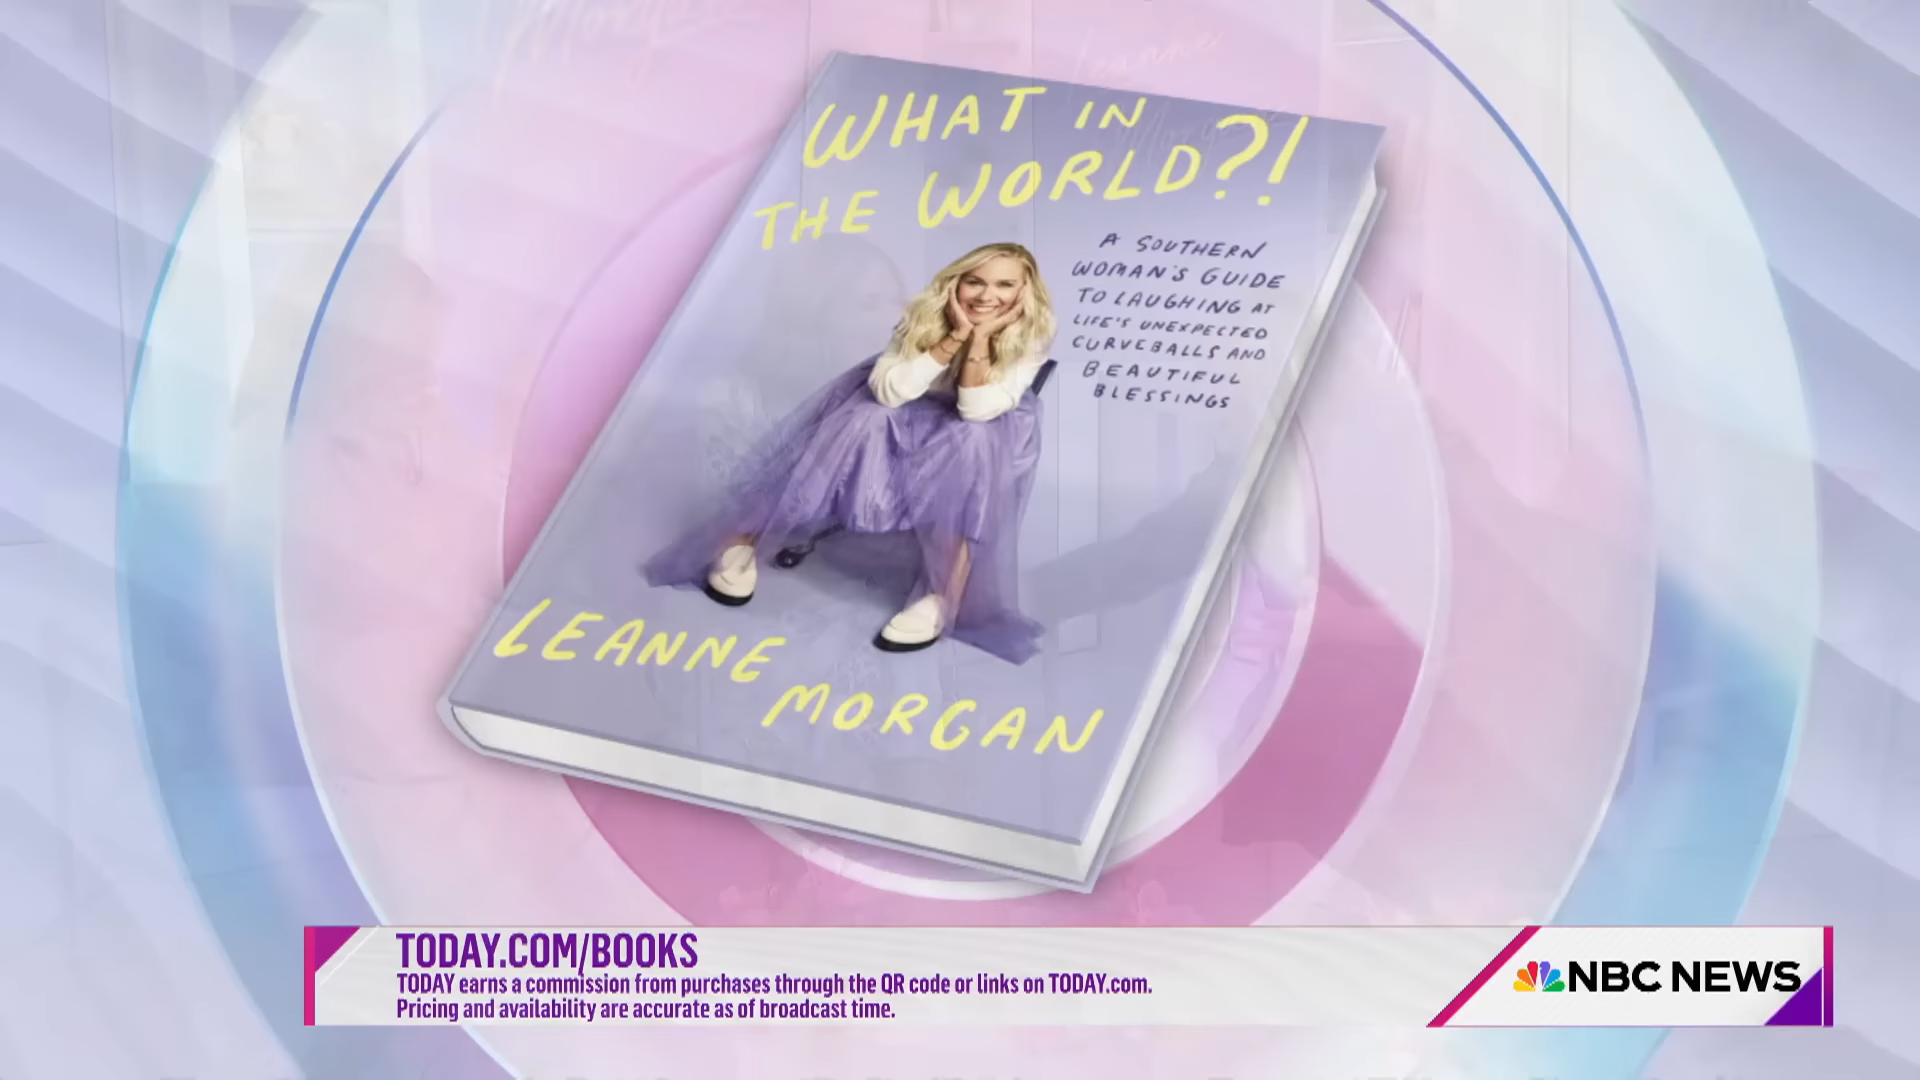 WHAT IN
THE WORLD?!
A SOUTHERN
WOMAN'S GUIDE
TO LAUGHING AT
LIFE'S UNEXPECTED
CURVEBALLS AND
BEAUTIFUL
BLESSINGS
LEANNE
MORGAN
Leanne
Morgan
TODAY.COM/BOOKS
TODAY earns a commission from purchases through the QR code or links on TODAY.com.
Pricing and availability are accurate as of broadcast time.
NBC NEWS